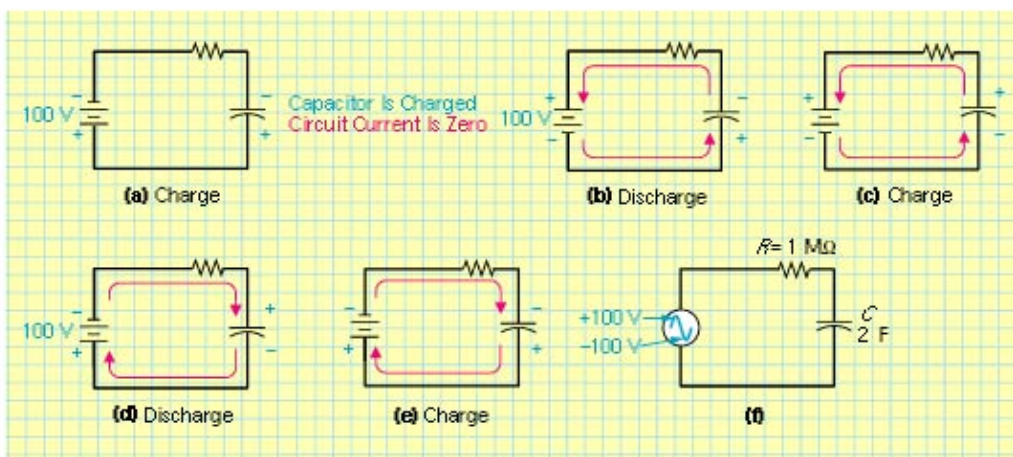 −
100 V
+
−
+
Capacitor Is Charged
Circuit Current Is Zero
(a) Charge
+
100 V
−
−
+
(b) Discharge
+
−
+
−
(c) Charge
−
100 V
+
+
−
(d) Discharge
−
+
−
+
(e) Charge
R= 1 MΩ
+100 V
−100 V
C
2 F
(f)